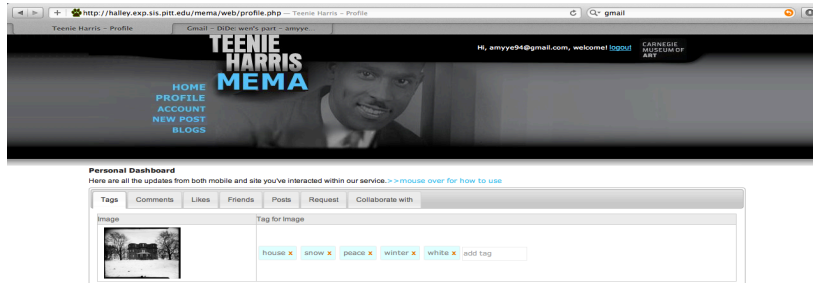 http://halley.exp.sis.pitt.edu/mema/web/profile.php — Teenie Harris – Profile
gmail
Teenie Harris – Profile
Gmail – DiDe: wen's part – amyye...
TEENIE
HARRIS
MEMA
Hi, amyye94@gmail.com, welcome! logout
CARNEGIE
MUSEUM OF
ART
HOME
PROFILE
ACCOUNT
NEW POST
BLOGS
Personal Dashboard
Here are all the updates from both mobile and site you've interacted within our service.>>mouse over for how to use
Tags Comments Likes Friends Posts Request Collaborate with
Image Tag for Image
house x snow x peace x winter x white x add tag